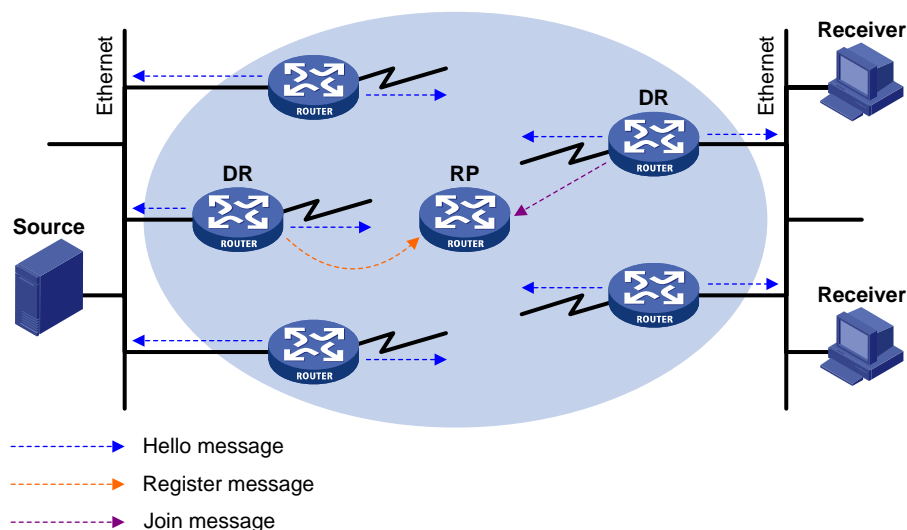 Receiver
Ethernet
Ethernet
ROUTER
DR
ROUTER
DR
RP
ROUTER
ROUTER
Source
Receiver
ROUTER
ROUTER
Hello message
Register message
Join message